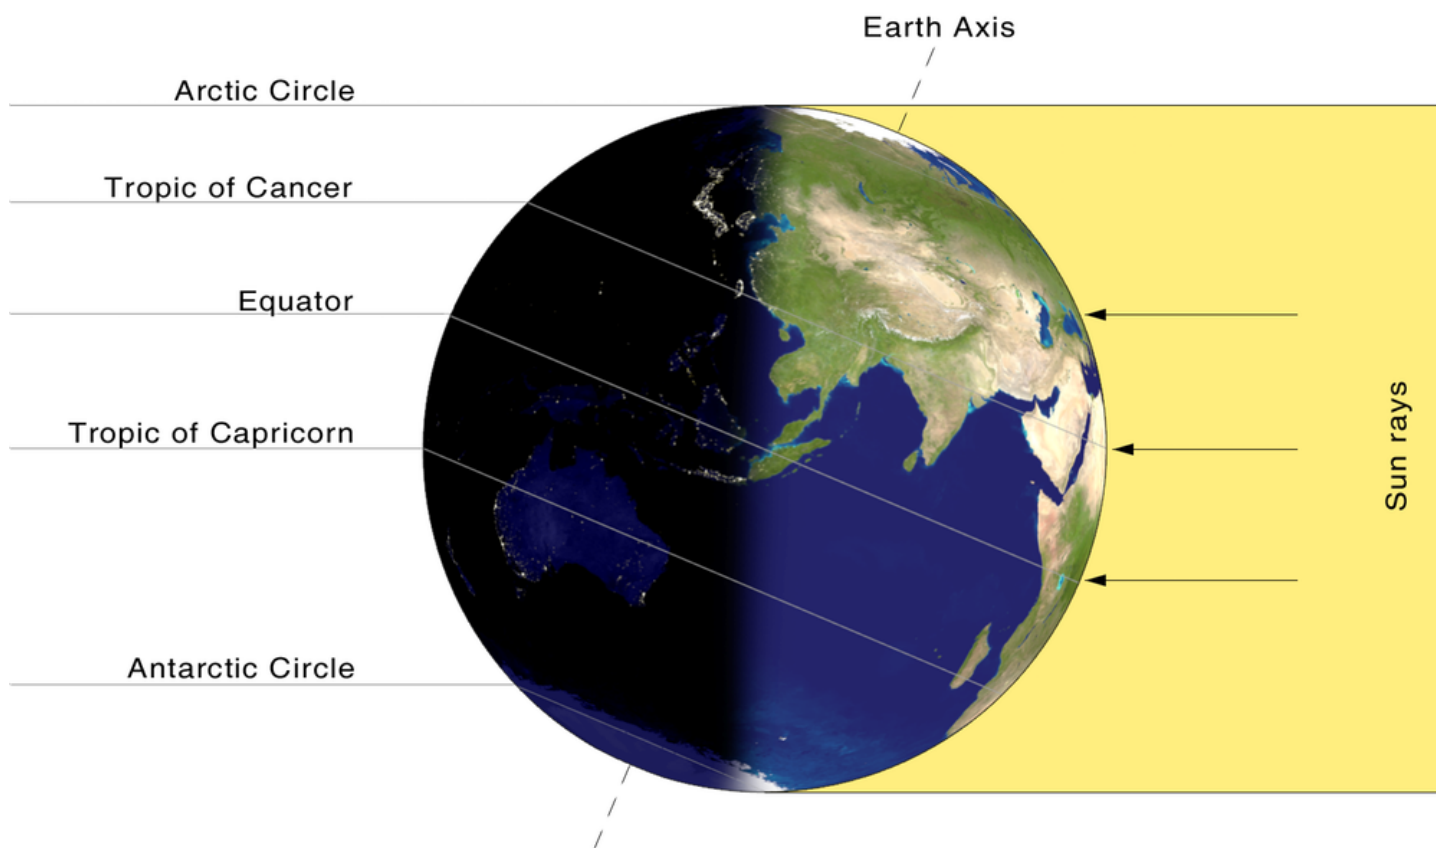 Earth Axis
Arctic Circle
Tropic of Cancer
Equator
Tropic of Capricorn
Antarctic Circle
Sun rays